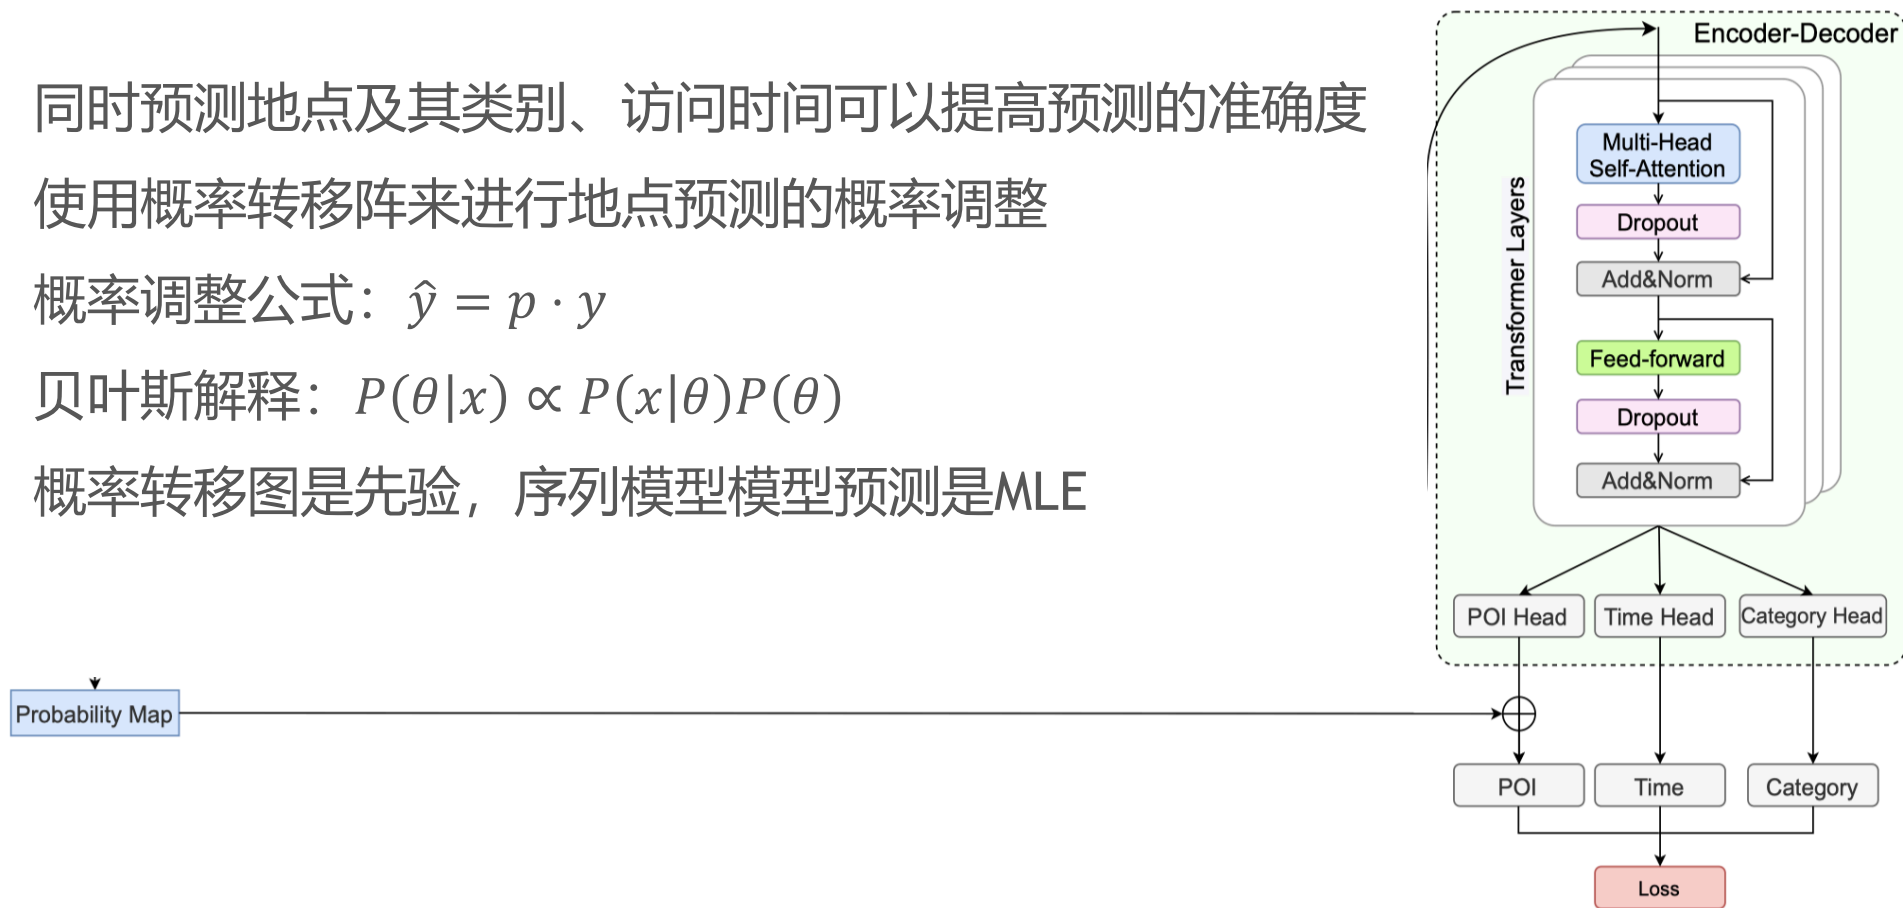 同时预测地点及其类别、访问时间可以提高预测的准确度
使用概率转移阵来进行地点预测的概率调整
概率调整公式：ŷ = p · y
贝叶斯解释：P(θ|x) ∝ P(x|θ)P(θ)
概率转移图是先验，序列模型模型预测是MLE
Encoder-Decoder
Transformer Layers
Multi-Head
Self-Attention
Dropout
Add&Norm
Feed-forward
Dropout
Add&Norm
POI Head
Time Head
Category Head
Probability Map
POI
Time
Category
Loss